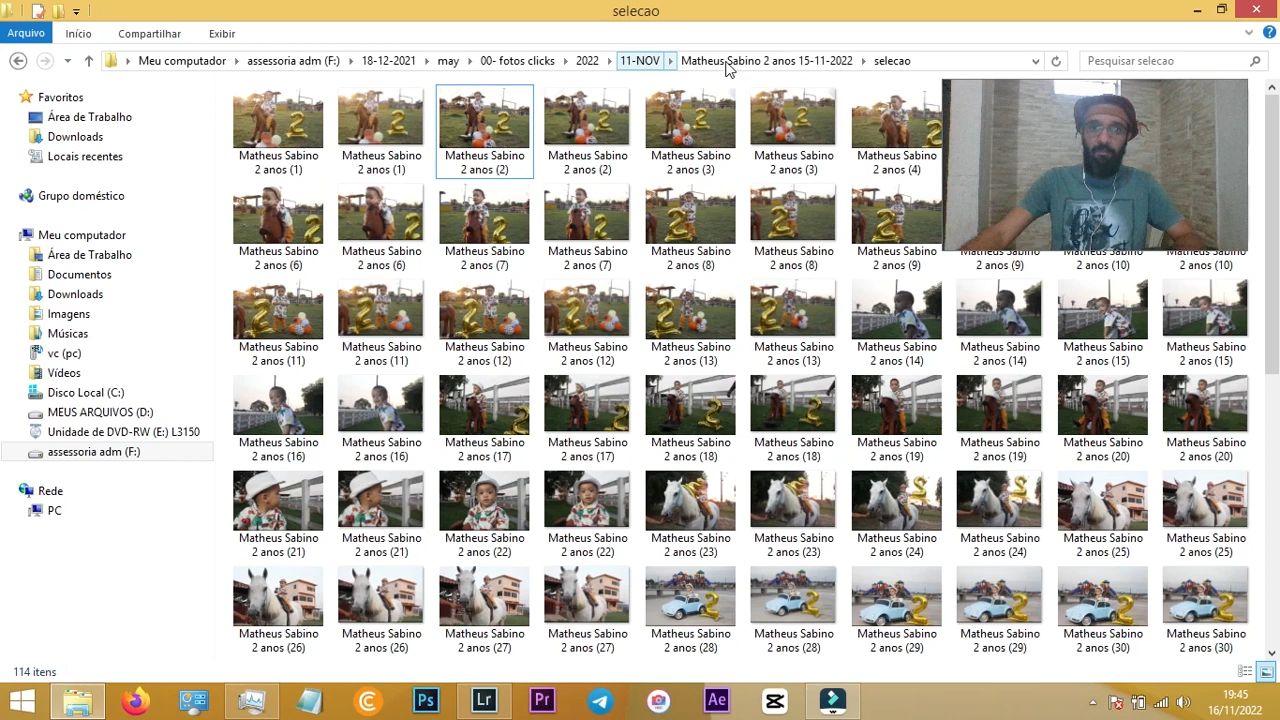 selecao
Arquivo Início Compartilhar Exibir
Meu computador assessoria adm (F:) 18-12-2021 may 00- fotos clicks 2022 11-NOV Matheus Sabino 2 anos 15-11-2022 selecao Pesquisar selecao
Favoritos
Área de Trabalho
Downloads
Locais recentes
Grupo doméstico
Meu computador
Área de Trabalho
Documentos
Downloads
Imagens
Músicas
vc (pc)
Vídeos
Disco Local (C:)
MEUS ARQUIVOS (D:)
Unidade de DVD-RW (E:) L3150
assessoria adm (F:)
Rede
PC
Matheus Sabino Matheus Sabino Matheus Sabino Matheus Sabino Matheus Sabino Matheus Sabino Matheus Sabino
2 anos (1) 2 anos (1) 2 anos (2) 2 anos (2) 2 anos (3) 2 anos (3) 2 anos (4)
Matheus Sabino Matheus Sabino Matheus Sabino Matheus Sabino Matheus Sabino Matheus Sabino Matheus Sabino
2 anos (6) 2 anos (6) 2 anos (7) 2 anos (7) 2 anos (8) 2 anos (8) 2 anos (9) 2 anos (9) 2 anos (10) 2 anos (10)
Matheus Sabino Matheus Sabino Matheus Sabino Matheus Sabino Matheus Sabino Matheus Sabino Matheus Sabino Matheus Sabino Matheus Sabino Matheus Sabino
2 anos (11) 2 anos (11) 2 anos (12) 2 anos (12) 2 anos (13) 2 anos (13) 2 anos (14) 2 anos (14) 2 anos (15) 2 anos (15)
Matheus Sabino Matheus Sabino Matheus Sabino Matheus Sabino Matheus Sabino Matheus Sabino Matheus Sabino Matheus Sabino Matheus Sabino Matheus Sabino
2 anos (16) 2 anos (16) 2 anos (17) 2 anos (17) 2 anos (18) 2 anos (18) 2 anos (19) 2 anos (19) 2 anos (20) 2 anos (20)
Matheus Sabino Matheus Sabino Matheus Sabino Matheus Sabino Matheus Sabino Matheus Sabino Matheus Sabino Matheus Sabino Matheus Sabino Matheus Sabino
2 anos (21) 2 anos (21) 2 anos (22) 2 anos (22) 2 anos (23) 2 anos (23) 2 anos (24) 2 anos (24) 2 anos (25) 2 anos (25)
Matheus Sabino Matheus Sabino Matheus Sabino Matheus Sabino Matheus Sabino Matheus Sabino Matheus Sabino Matheus Sabino Matheus Sabino Matheus Sabino
2 anos (26) 2 anos (26) 2 anos (27) 2 anos (27) 2 anos (28) 2 anos (28) 2 anos (29) 2 anos (29) 2 anos (30) 2 anos (30)
114 itens
Ps Lr Pr Ae 19:45
16/11/2022